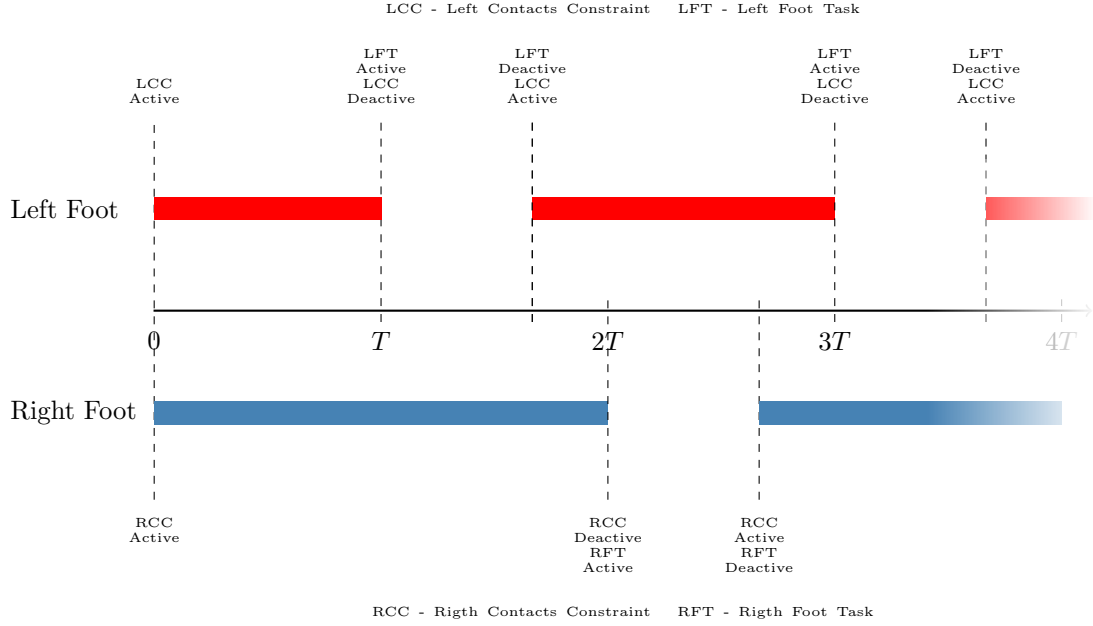 LCC - Left Contacts Constraint LFT - Left Foot Task
LCC
Active
LFT
Active
LCC
Deactive
LFT
Deactive
LCC
Active
LFT
Active
LCC
Deactive
LFT
Deactive
LCC
Acctive
Left Foot
0 T 2T 3T 4T
Right Foot
RCC
Active
RCC
Deactive
RFT
Active
RCC
Active
RFT
Deactive
RCC - Rigth Contacts Constraint RFT - Rigth Foot Task